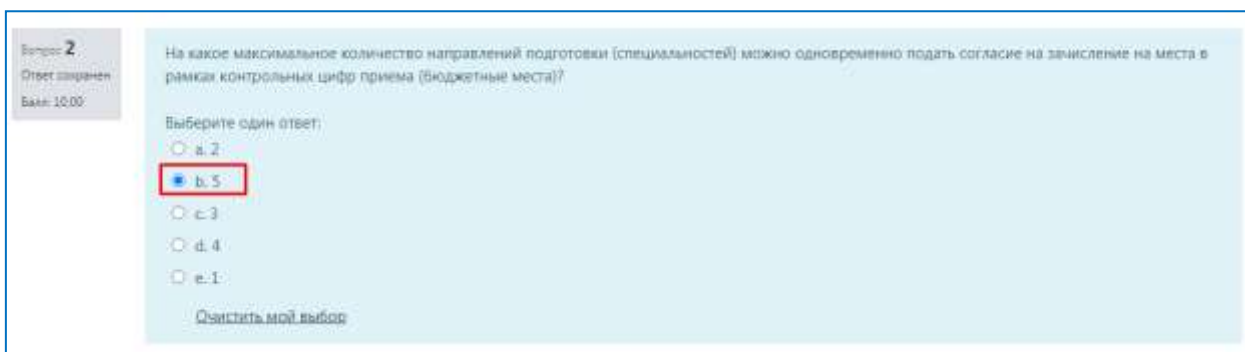 Вопрос 2
Ответ сохранен
Балл: 10,00
На какое максимальное количество направлений подготовки (специальностей) можно одновременно подать согласие на зачисление на места в
рамках контрольных цифр приема (бюджетные места)?
Выберите один ответ:
a. 2
b. 5
c. 3
d. 4
e. 1
Очистить мой выбор